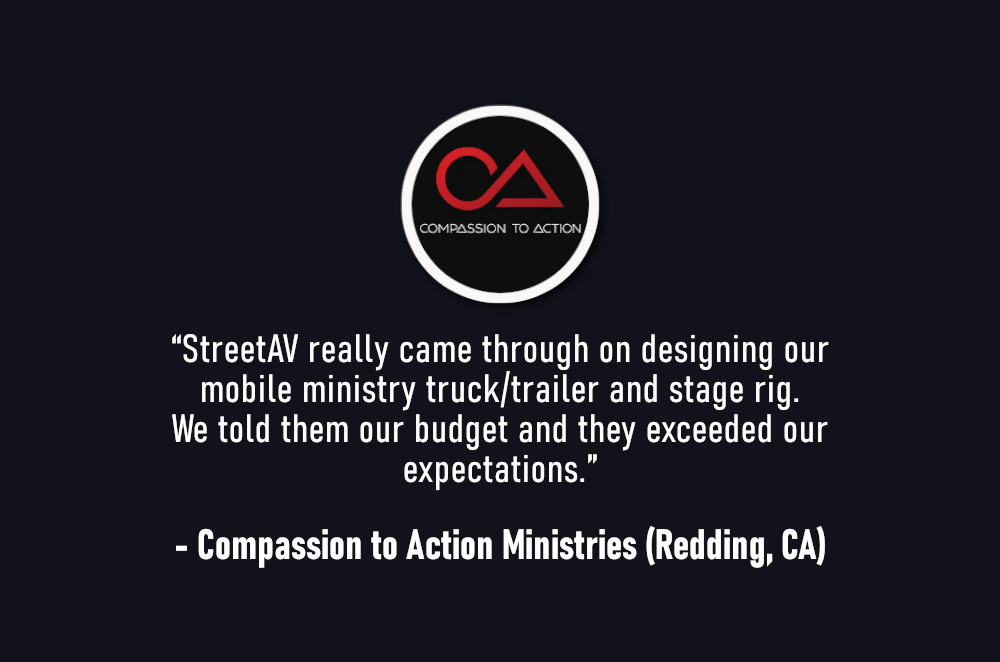 CA
COMPASSION TO ACTION
“StreetAV really came through on designing our
mobile ministry truck/trailer and stage rig.
We told them our budget and they exceeded our
expectations.”
- Compassion to Action Ministries (Redding, CA)